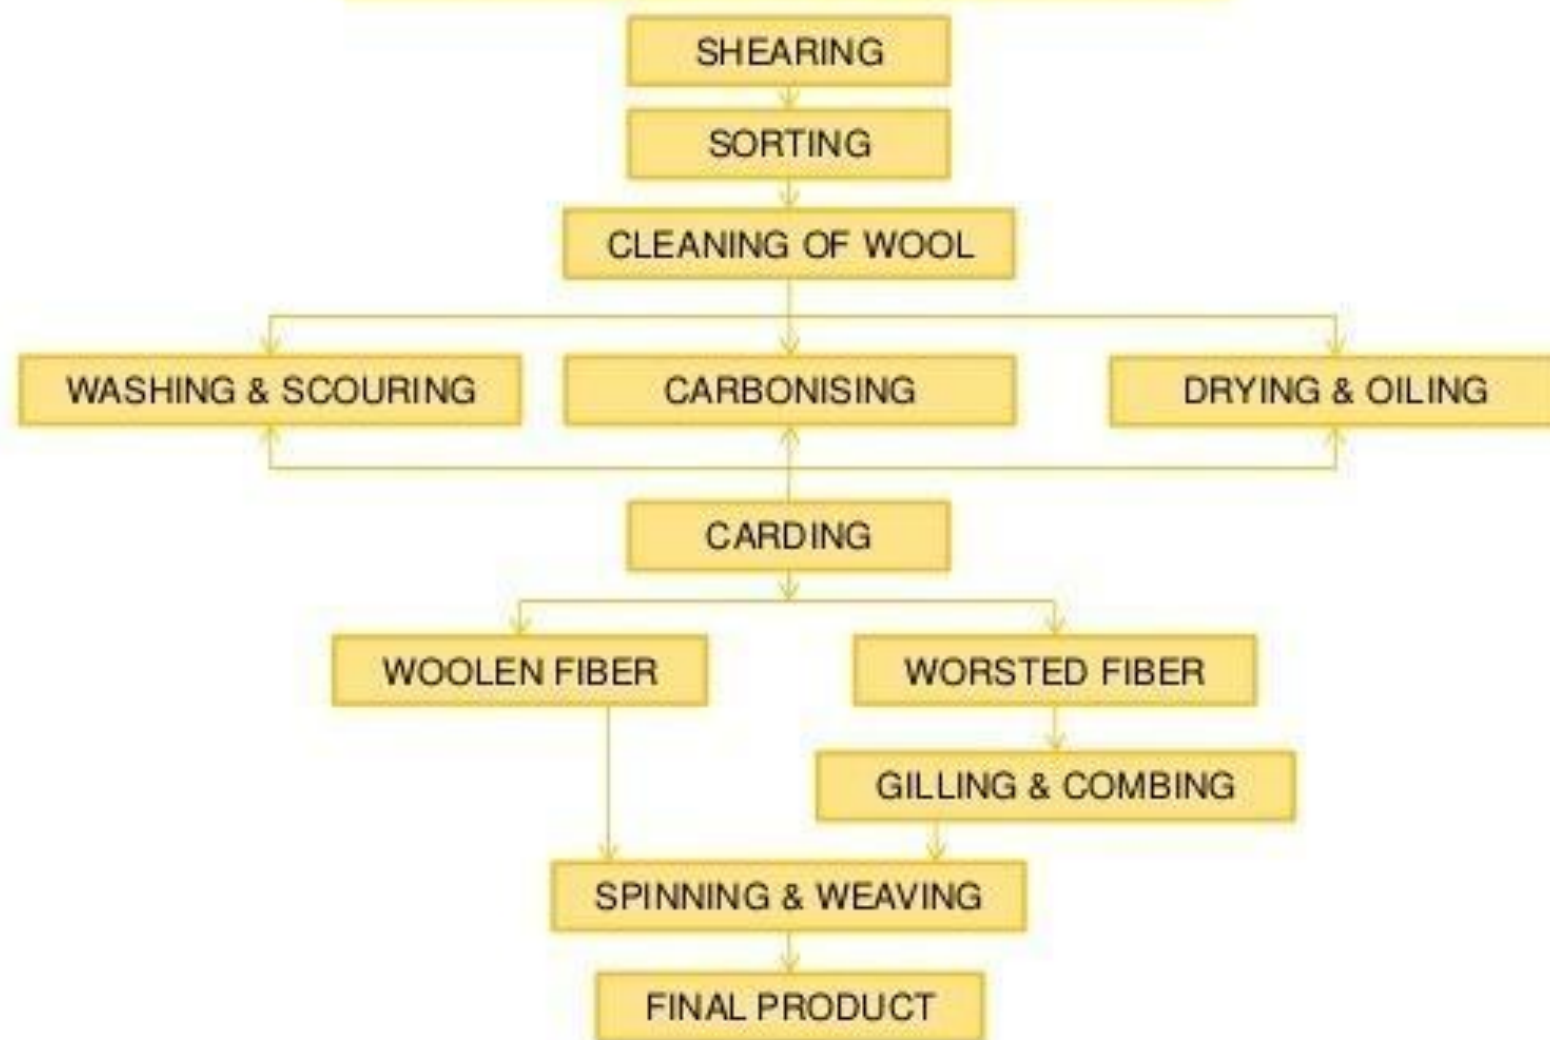 SHEARING
SORTING
CLEANING OF WOOL
WASHING & SCOURING
CARBONISING
DRYING & OILING
CARDING
WOOLEN FIBER
WORSTED FIBER
GILLING & COMBING
SPINNING & WEAVING
FINAL PRODUCT